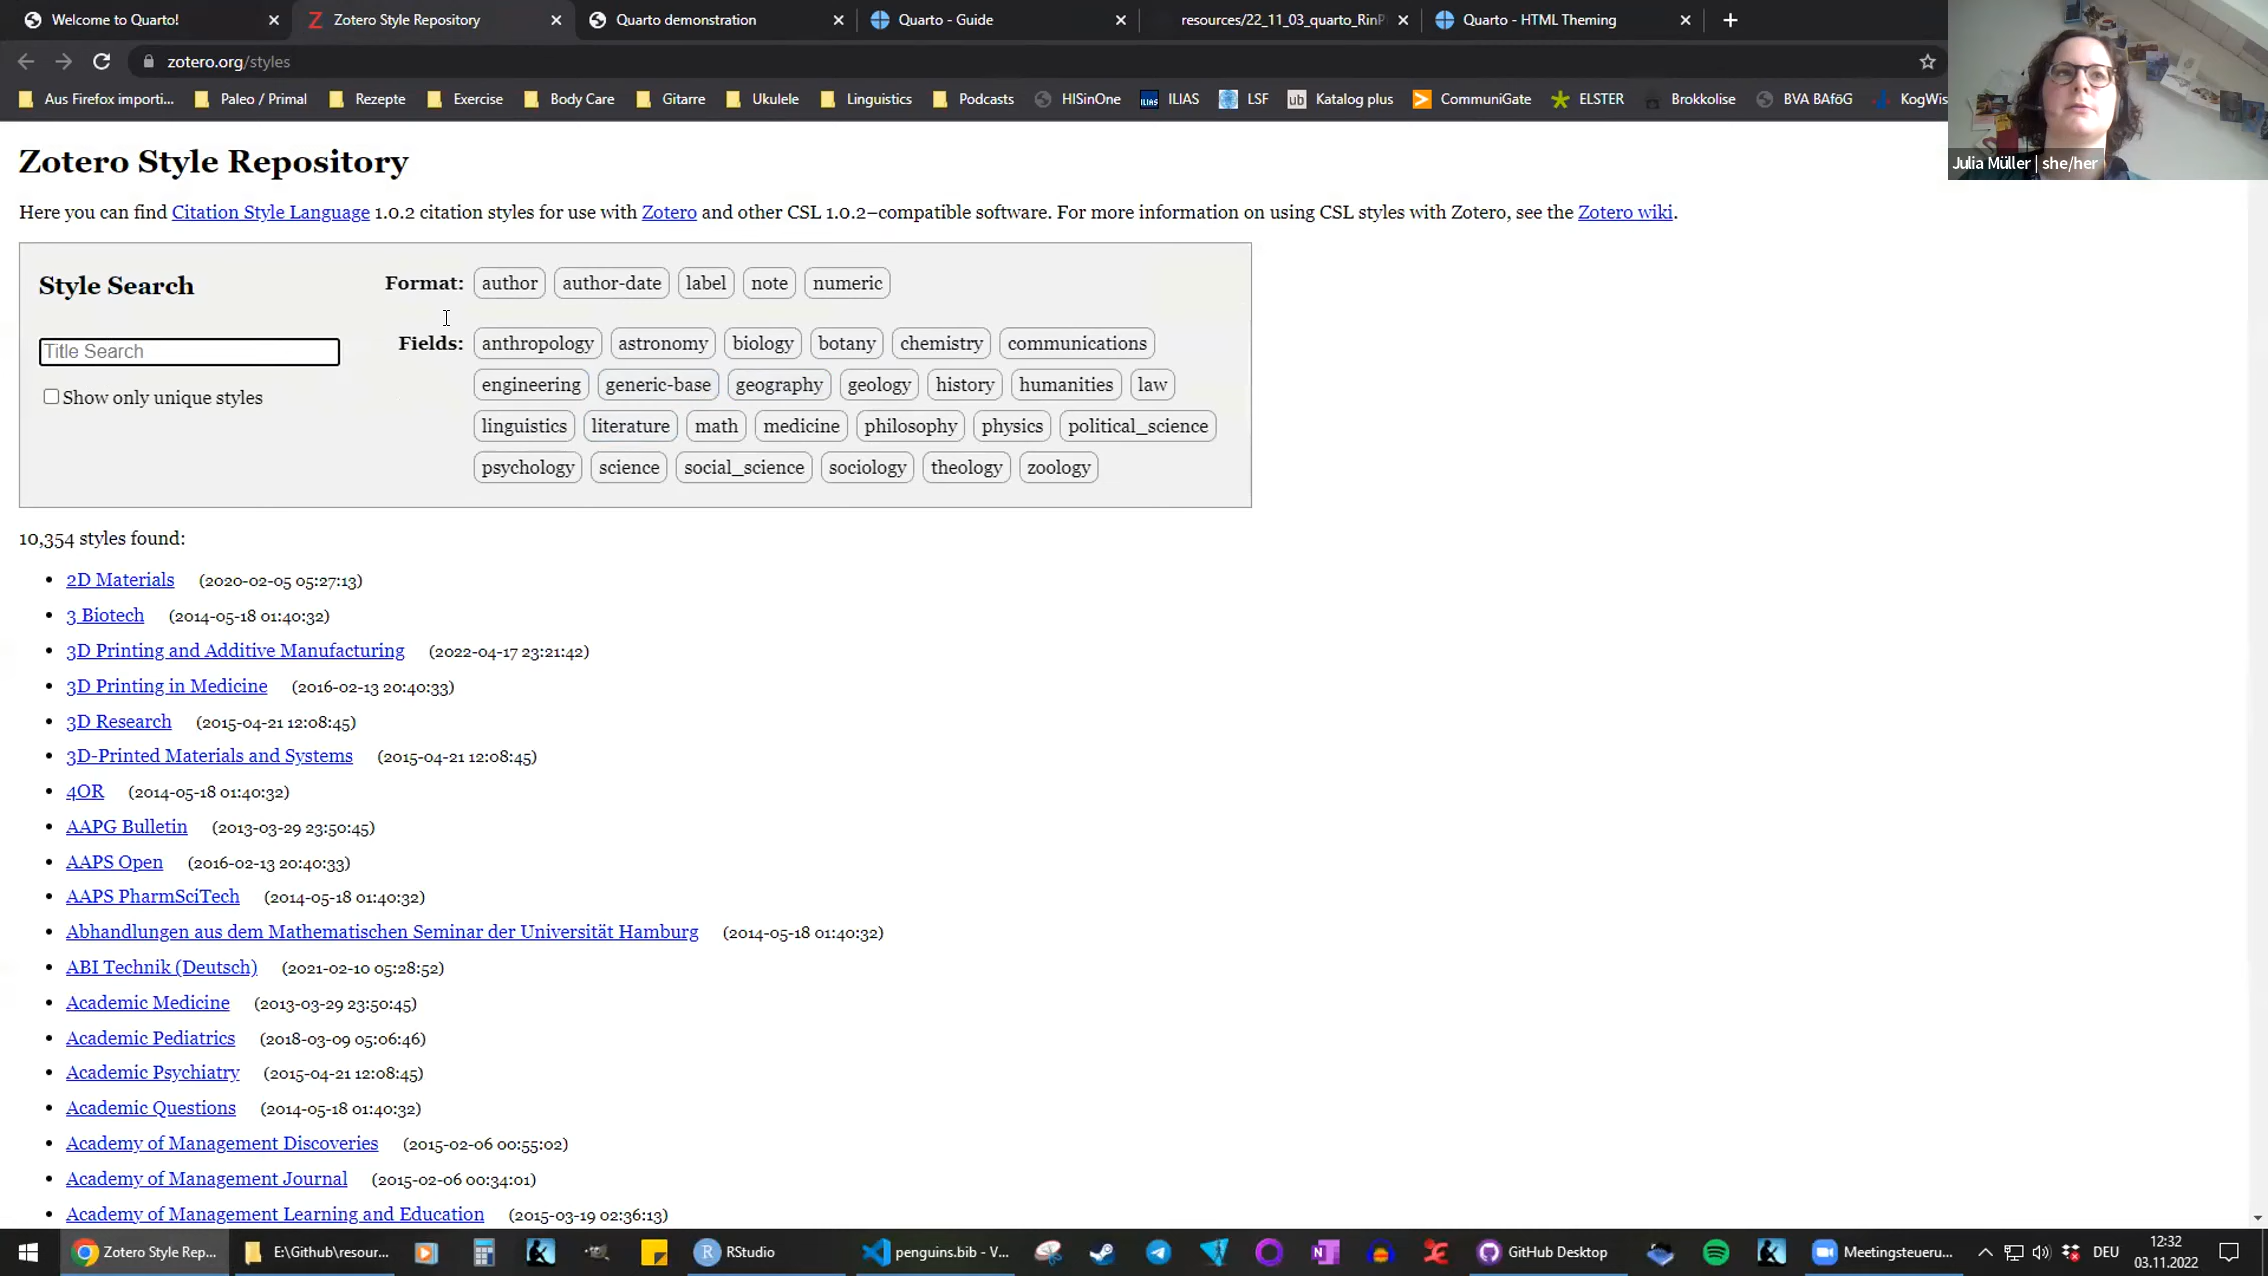 Welcome to Quarto!
Zotero Style Repository
Quarto demonstration
Quarto - Guide
resources/22_11_03_quarto_RinP
Quarto - HTML Theming
zotero.org/styles
Aus Firefox importi...
Paleo / Primal
Rezepte
Exercise
Body Care
Gitarre
Ukulele
Linguistics
Podcasts
HISinOne
ILIAS
LSF
Katalog plus
CommuniGate
ELSTER
Brokkolise
BVA BAföG
KogWis
Julia Müller | she/her
Zotero Style Repository
Here you can find Citation Style Language 1.0.2 citation styles for use with Zotero and other CSL 1.0.2–compatible software. For more information on using CSL styles with Zotero, see the Zotero wiki.
Style Search
Title Search
Show only unique styles
Format: author author-date label note numeric
Fields: anthropology astronomy biology botany chemistry communications
engineering generic-base geography geology history humanities law
linguistics literature math medicine philosophy physics political_science
psychology science social_science sociology theology zoology
10,354 styles found:
2D Materials (2020-02-05 05:27:13)
3 Biotech (2014-05-18 01:40:32)
3D Printing and Additive Manufacturing (2022-04-17 23:21:42)
3D Printing in Medicine (2016-02-13 20:40:33)
3D Research (2015-04-21 12:08:45)
3D-Printed Materials and Systems (2015-04-21 12:08:45)
4OR (2014-05-18 01:40:32)
AAPG Bulletin (2013-03-29 23:50:45)
AAPS Open (2016-02-13 20:40:33)
AAPS PharmSciTech (2014-05-18 01:40:32)
Abhandlungen aus dem Mathematischen Seminar der Universität Hamburg (2014-05-18 01:40:32)
ABI Technik (Deutsch) (2021-02-10 05:28:52)
Academic Medicine (2013-03-29 23:50:45)
Academic Pediatrics (2018-03-09 05:06:46)
Academic Psychiatry (2015-04-21 12:08:45)
Academic Questions (2014-05-18 01:40:32)
Academy of Management Discoveries (2015-02-06 00:55:02)
Academy of Management Journal (2015-02-06 00:34:01)
Academy of Management Learning and Education (2015-03-19 02:36:13)
Zotero Style Rep...
E:\Github\resour...
RStudio
penguins.bib - V...
GitHub Desktop
Meetingsteueru...
DEU
12:32
03.11.2022